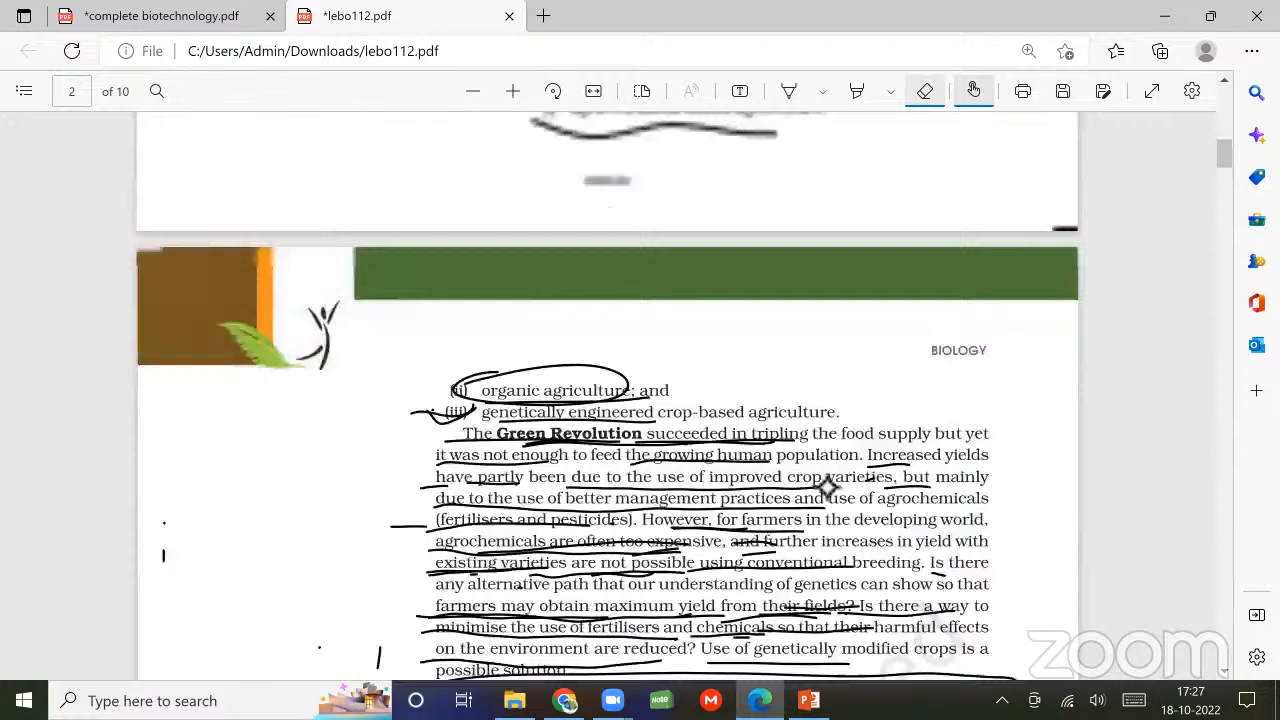 *complete biotechnology.pdf
*lebo112.pdf
File C:/Users/Admin/Downloads/lebo112.pdf
2 of 10
BIOLOGY
(ii) organic agriculture; and
(iii) genetically engineered crop-based agriculture.
The Green Revolution succeeded in tripling the food supply but yet
it was not enough to feed the growing human population. Increased yields
have partly been due to the use of improved crop varieties, but mainly
due to the use of better management practices and use of agrochemicals
(fertilisers and pesticides). However, for farmers in the developing world,
agrochemicals are often too expensive, and further increases in yield with
existing varieties are not possible using conventional breeding. Is there
any alternative path that our understanding of genetics can show so that
farmers may obtain maximum yield from their fields? Is there a way to
minimise the use of fertilisers and chemicals so that their harmful effects
on the environment are reduced? Use of genetically modified crops is a
possible solution.
zoom
Type here to search
Note
17:27
18-10-2022